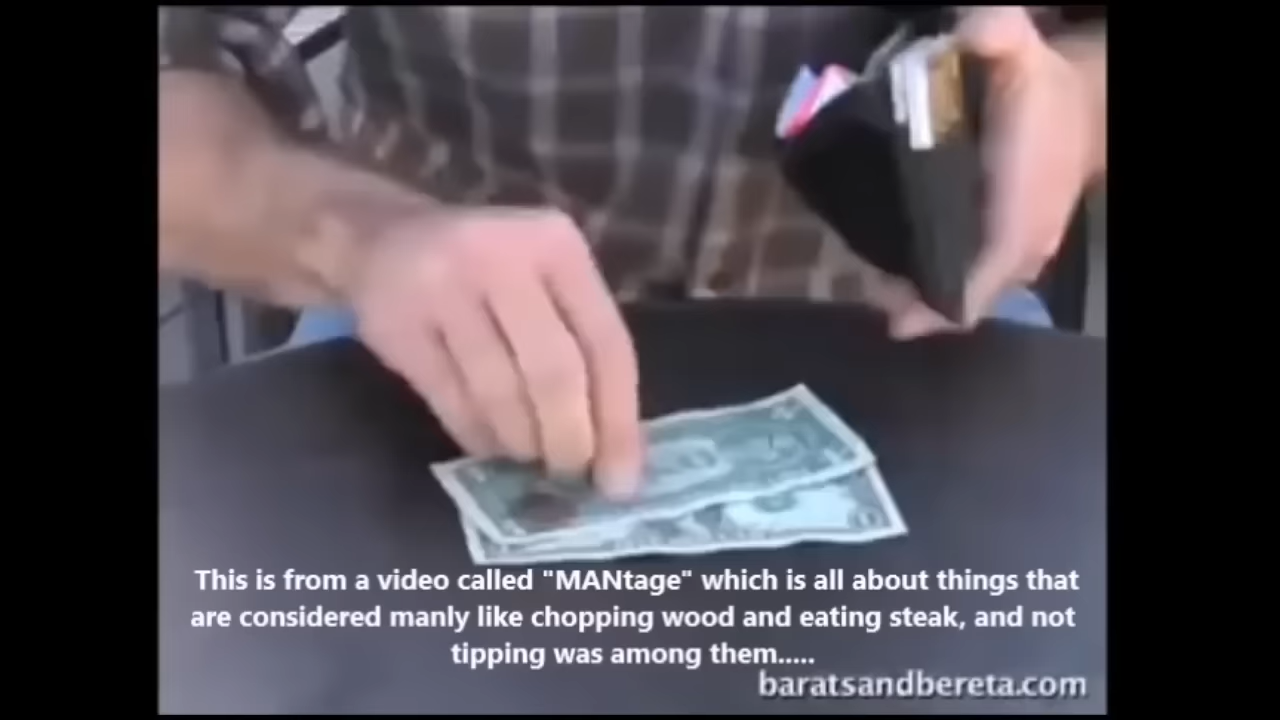 This is from a video called "MANtage" which is all about things that
are considered manly like chopping wood and eating steak, and not
tipping was among them.....
baratsandbereta.com